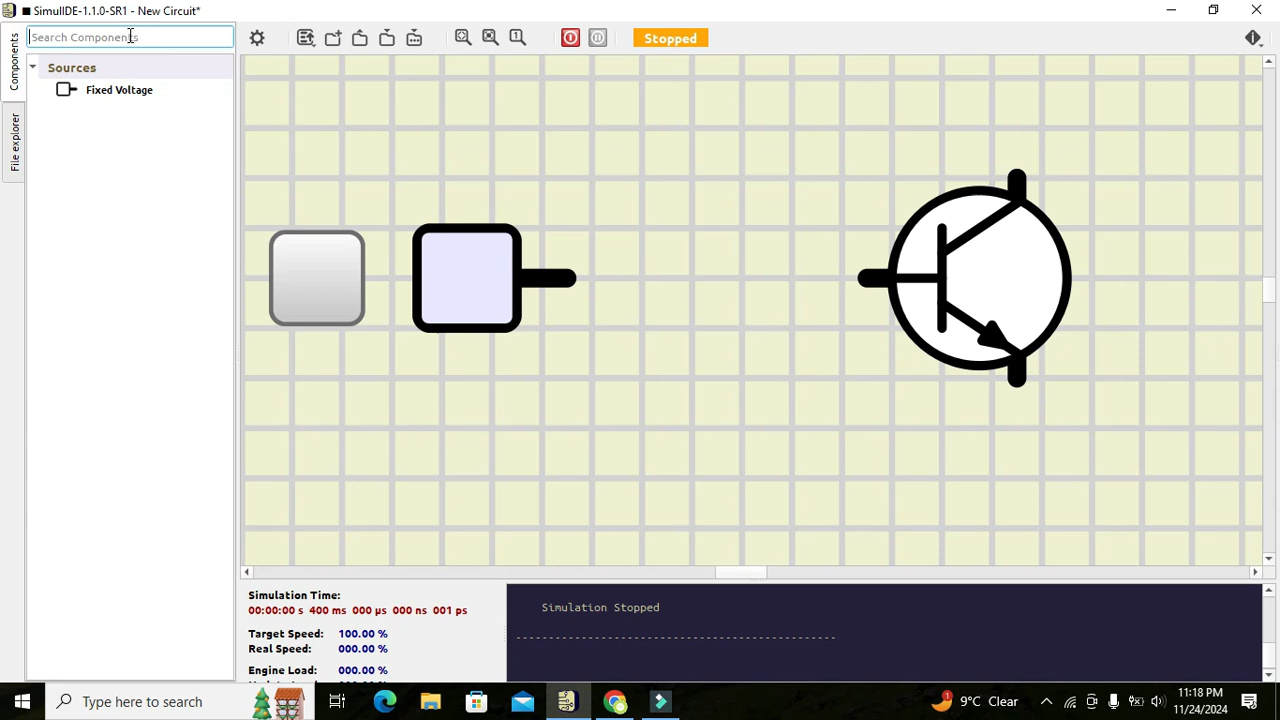 SimulIDE-1.1.0-SR1 - New Circuit*
Components
File explorer
Search Components
Sources
Fixed Voltage
1
Stopped
Simulation Time:
00:00:00 s 400 ms 000 µs 000 ns 001 ps
Target Speed: 100.00 %
Real Speed: 000.00 %
Engine Load: 000.00 %
Simulation Stopped
------------------------------------------------
Type here to search
1
9°C Clear
11:18 PM
11/24/2024